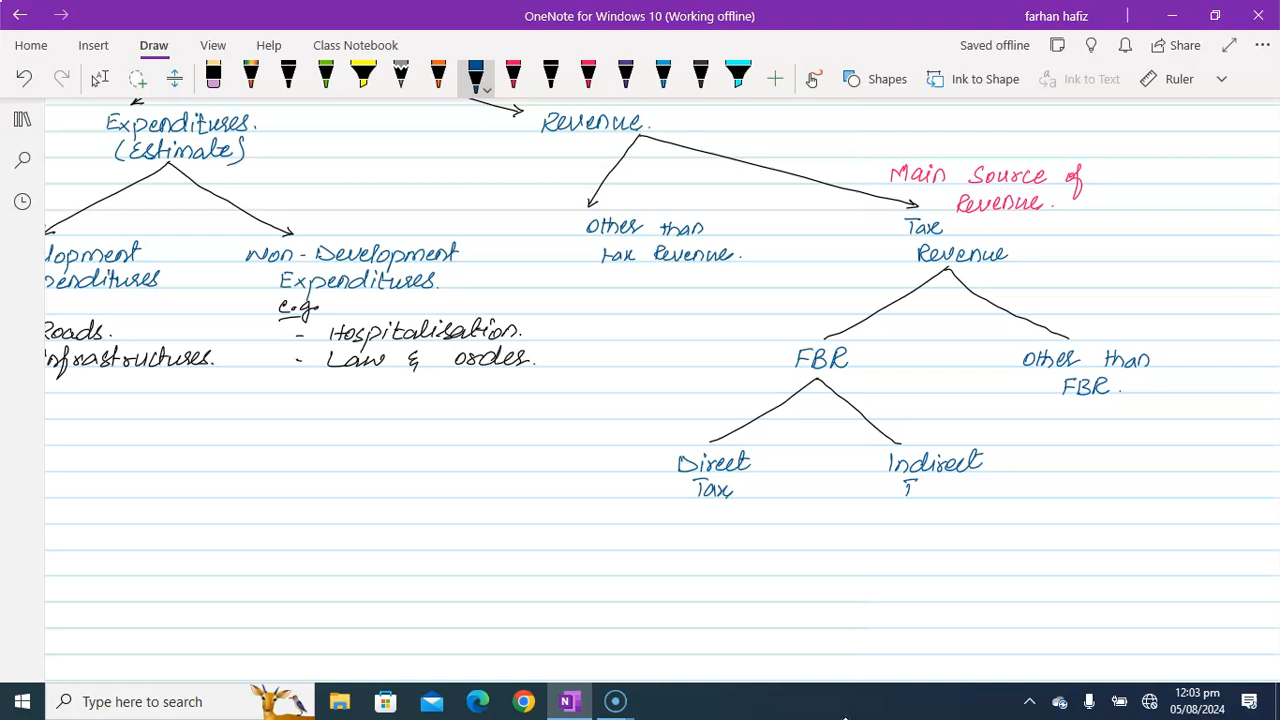 OneNote for Windows 10 (Working offline)
farhan hafiz
Home Insert Draw View Help Class Notebook
Saved offline
Share
Shapes
Ink to Shape
Ink to Text
Ruler
Expenditures.
(Estimate)
Revenue.
Main Source of
Revenue.
Other than
tax Revenue.
Tax
Revenue
lopment
penditures
Non-Development
Expenditures.
e.g.
Roads.
- Hospitalisation.
infrastructures.
- Law & order.
FBR
Other than
FBR.
Direct
Tax
Indirect
T
Type here to search
12:03 pm
05/08/2024